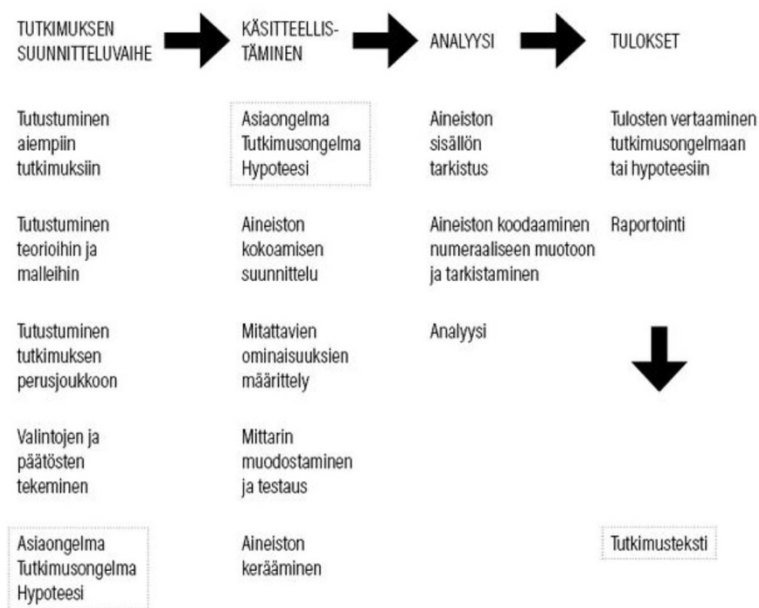 TUTKIMUKSEN
SUUNNITTELUVAIHE
Tutustuminen
aiempiin
tutkimuksiin
Tutustuminen
teorioihin ja
malleihin
Tutustuminen
tutkimuksen
perusjoukkoon
Valintojen ja
päätösten
tekeminen
Asiaongelma
Tutkimusongelma
Hypoteesi
KÄSITTEELLIS-
TÄMINEN
Asiaongelma
Tutkimusongelma
Hypoteesi
Aineiston
kokoamisen
suunnittelu
Mitattavien
ominaisuuksien
määrittely
Mittarin
muodostaminen
ja testaus
Aineiston
kerääminen
ANALYYSI
Aineiston
sisällön
tarkistus
Aineiston koodaaminen
numeraaliseen muotoon
ja tarkistaminen
Analyysi
TULOKSET
Tulosten vertaaminen
tutkimusongelmaan
tai hypoteesiin
Raportointi
Tutkimusteksti